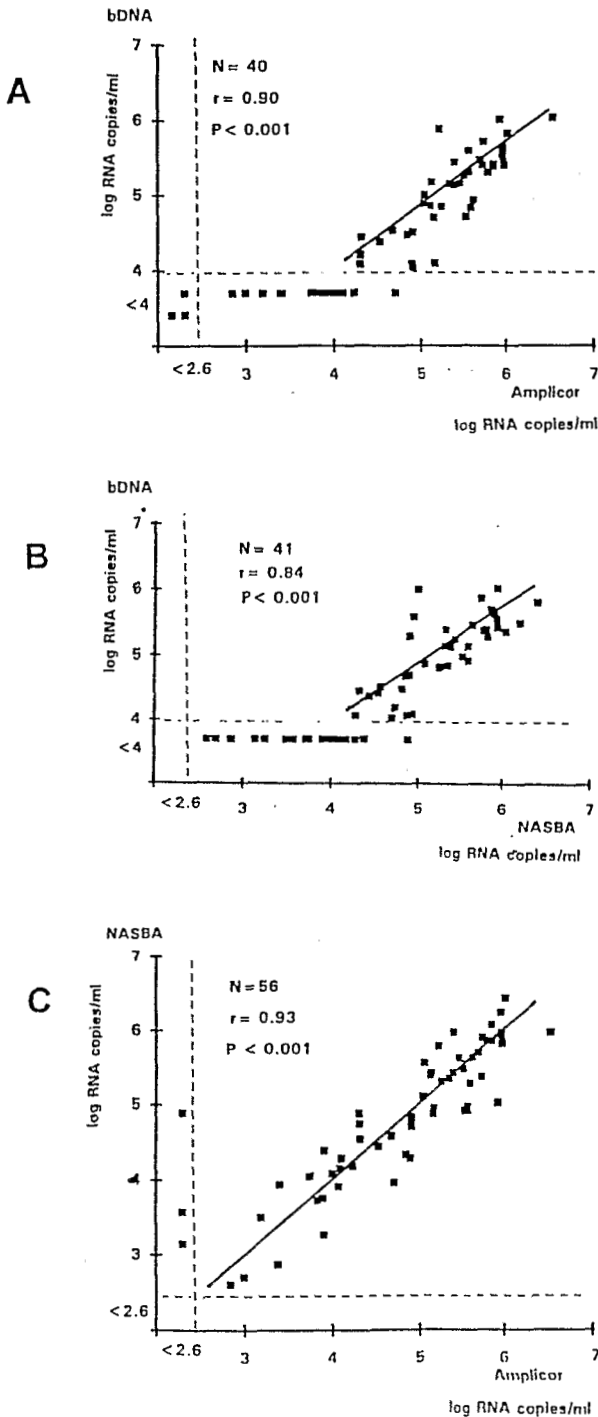 bDNA
A
log RNA copies/ml
7
6
5
4
<4
N = 40
r = 0.90
P < 0.001
<2.6
3
4
5
6
7
Amplicor
log RNA copies/ml
bDNA
B
log RNA copies/ml
7
6
5
4
<4
N = 41
r = 0.84
P < 0.001
<2.6
3
4
5
6
7
NASBA
log RNA copies/ml
NASBA
C
log RNA copies/ml
7
6
5
4
3
<2.6
N = 56
r = 0.93
P < 0.001
<2.6
3
4
5
6
7
Amplicor
log RNA copies/ml